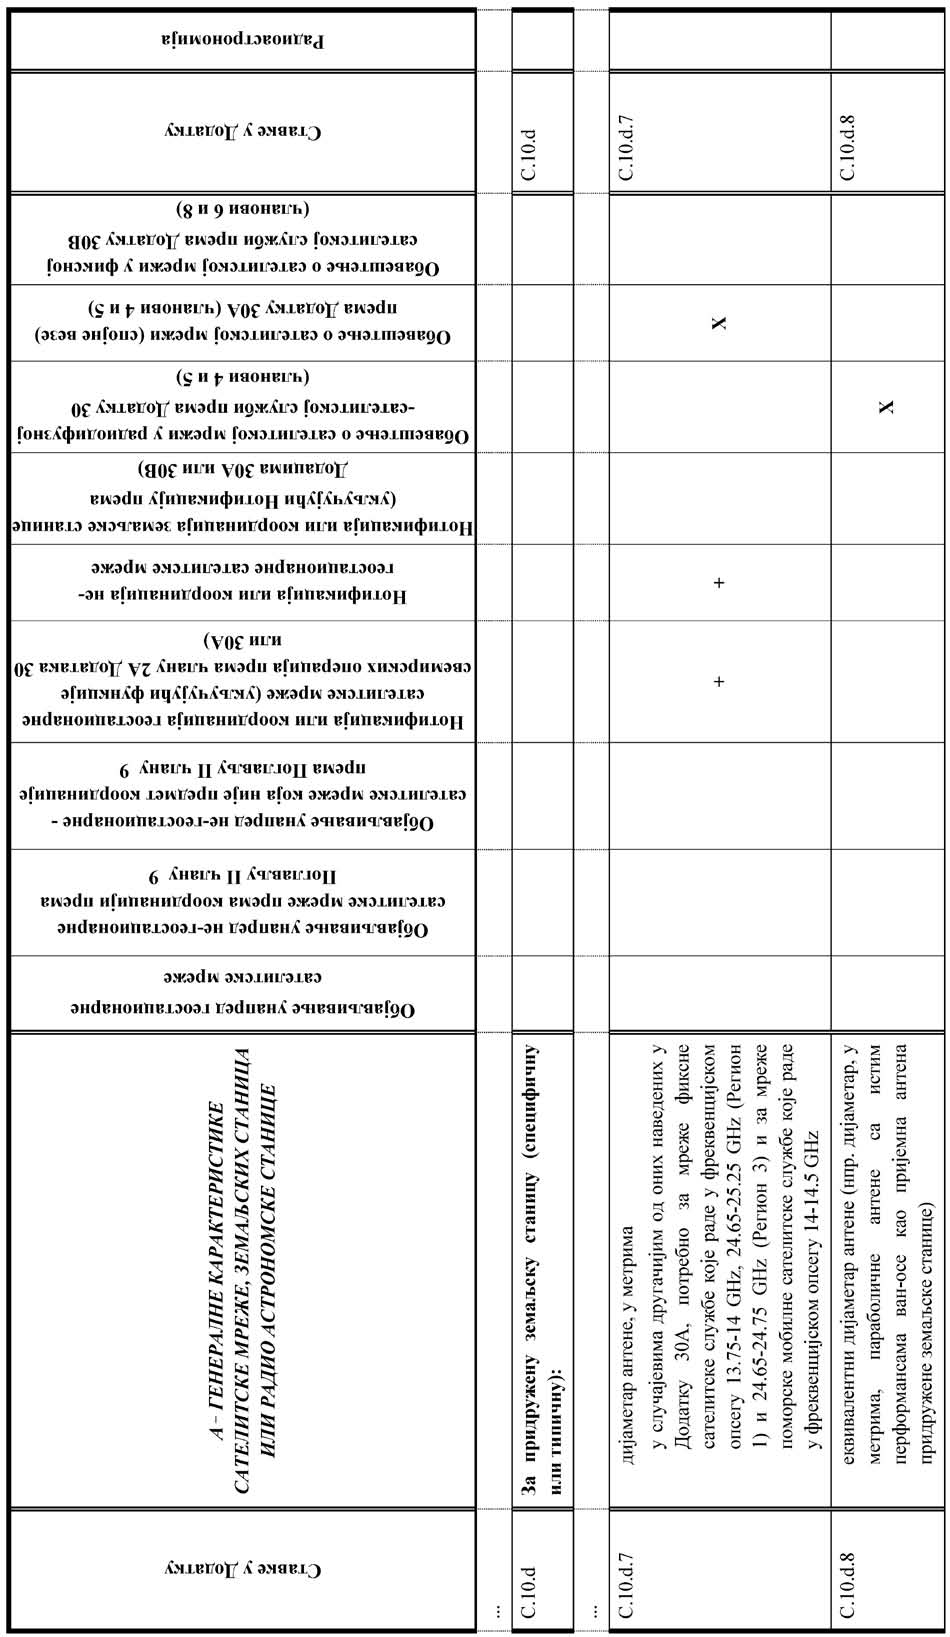 Ставке у Додатку
А – ГЕНЕРАЛНЕ КАРАКТЕРИСТИКЕ
САТЕЛИТСКЕ МРЕЖЕ, ЗЕМАЉСКИХ СТАНИЦА
ИЛИ РАДИО АСТРОНОМСКЕ СТАНИЦЕ
Објављивање унапред геостационарне
сателитске мреже
Објављивање унапред не-геостационарне
сателитске мреже према координацији према
Поглављу II члану 9
Објављивање унапред не-геостационарне -
сателитске мреже која није предмет координације
према Поглављу II члану 9
Нотификација или координација геостационарне
сателитске мреже (укључујући функције
свемирских операција према члану 2А Додатака 30
или 30А)
Нотификација или координација не-
геостационарне сателитске мреже
Нотификација или координација земаљске станице
(укључујући Нотификацију према
Додацима 30А или 30В)
Обавештење о сателитској мрежи у радиодифузној
-сателитској служби према Додатку 30
(чланови 4 и 5)
Обавештење о сателитској мрежи (спојне везе)
према Додатку 30А (чланови 4 и 5)
Обавештење о сателитској мрежи у фиксној
сателитској служби према Додатку 30В
(чланови 6 и 8)
Ставке у Додатку
Радиоастрономија
...
C.10.d
За придружену земаљску станицу (специфичну
или типичну):
C.10.d
...
C.10.d.7
дијаметар антене, у метрима
у случајевима другачијим од оних наведених у
Додатку 30А, потребно за мреже фиксне
сателитске службе које раде у фреквенцијском
опсегу 13.75-14 GHz, 24.65-25.25 GHz (Регион
1) и 24.65-24.75 GHz (Регион 3) и за мреже
поморске мобилне сателитске службе које раде
у фреквенцијском опсегу 14-14.5 GHz
+
+
X
C.10.d.7
C.10.d.8
еквивалентни дијаметар антене (нпр. дијаметар, у
метрима, параболичне антене са истим
перформансама ван-осе као пријемна антена
придружене земаљске станице)
X
C.10.d.8